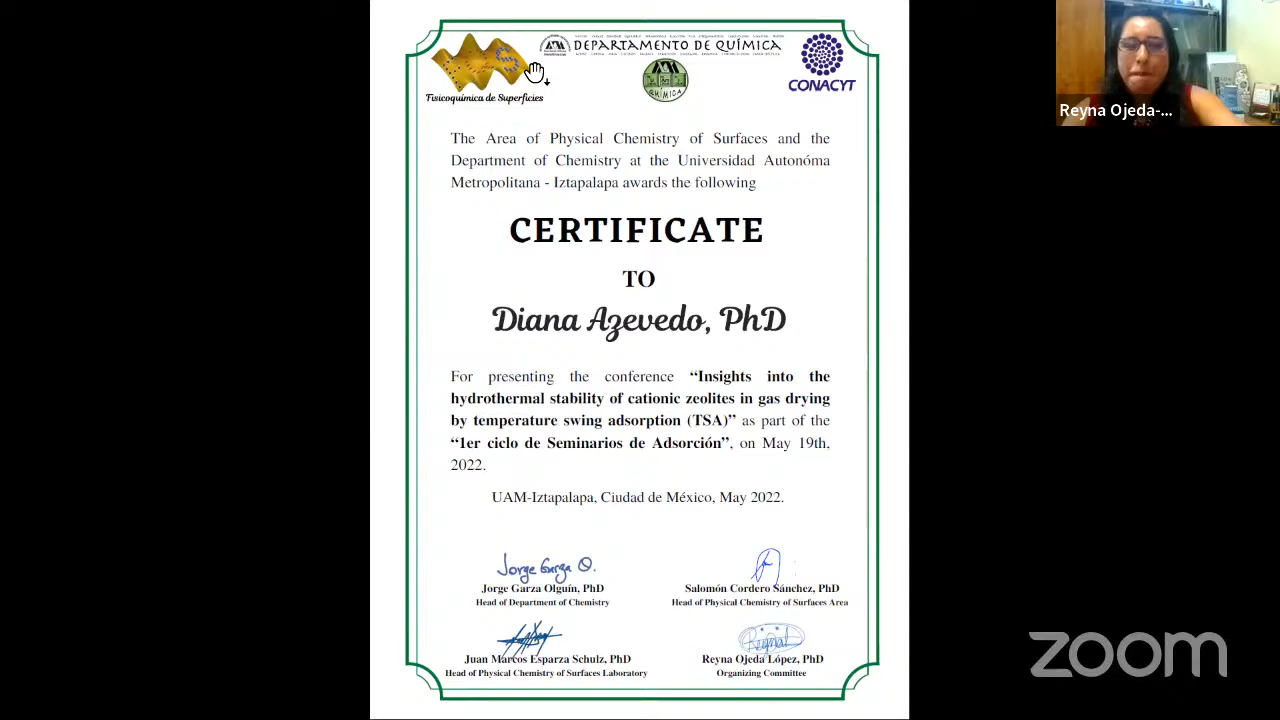 DEPARTAMENTO DE QUÍMICA
QUÍMICA
CONACYT
Fisicoquímica de Superficies
Reyna Ojeda-...
The Area of Physical Chemistry of Surfaces and the
Department of Chemistry at the Universidad Autonóma
Metropolitana - Iztapalapa awards the following
CERTIFICATE
TO
Diana Azevedo, PhD
For presenting the conference “Insights into the
hydrothermal stability of cationic zeolites in gas drying
by temperature swing adsorption (TSA)” as part of the
“1er ciclo de Seminarios de Adsorción”, on May 19th,
2022.
UAM-Iztapalapa, Ciudad de México, May 2022.
Jorge Garza O.
Jorge Garza Olguín, PhD
Head of Department of Chemistry
Salomón Cordero Sánchez, PhD
Head of Physical Chemistry of Surfaces Area
Juan Marcos Esparza Schulz, PhD
Head of Physical Chemistry of Surfaces Laboratory
Reyna Ojeda López, PhD
Organizing Committee
zoom